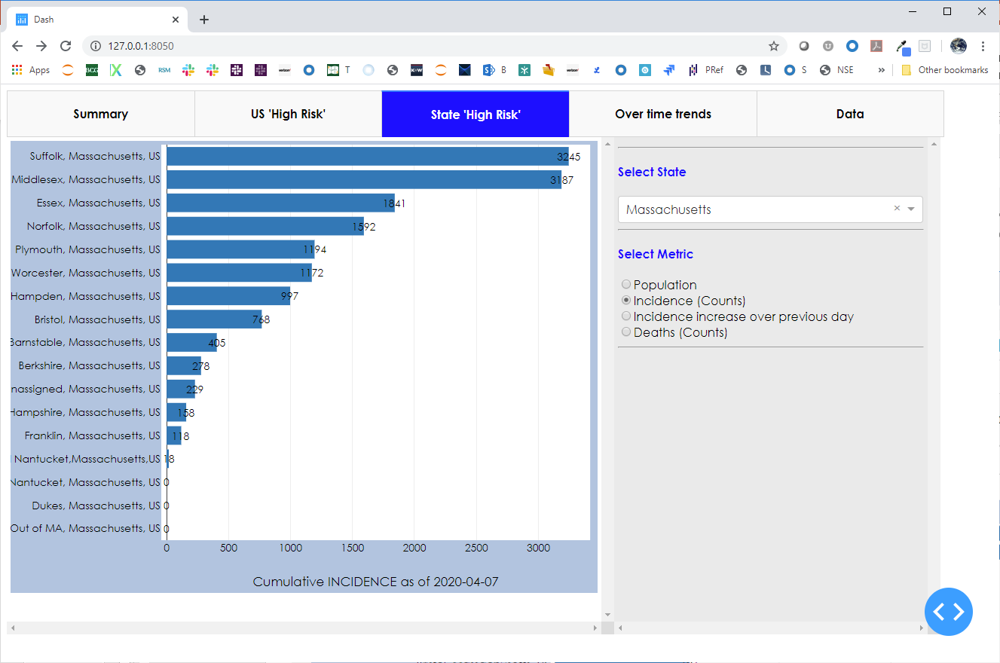 Dash
127.0.0.1:8050
Apps BCG RSM T K•W B PRef S NSE » Other bookmarks
Summary US 'High Risk' State 'High Risk' Over time trends Data
Suffolk, Massachusetts, US 3245
Middlesex, Massachusetts, US 3187
Essex, Massachusetts, US 1841
Norfolk, Massachusetts, US 1592
Plymouth, Massachusetts, US 1194
Worcester, Massachusetts, US 1172
Hampden, Massachusetts, US 997
Bristol, Massachusetts, US 768
Barnstable, Massachusetts, US 405
Berkshire, Massachusetts, US 278
nassigned, Massachusetts, US 229
Hampshire, Massachusetts, US 158
Franklin, Massachusetts, US 118
Nantucket,Massachusetts,US 18
Nantucket, Massachusetts, US 0
Dukes, Massachusetts, US 0
Out of MA, Massachusetts, US 0
0 500 1000 1500 2000 2500 3000
Cumulative INCIDENCE as of 2020-04-07
Select State
Massachusetts
Select Metric
Population
Incidence (Counts)
Incidence increase over previous day
Deaths (Counts)